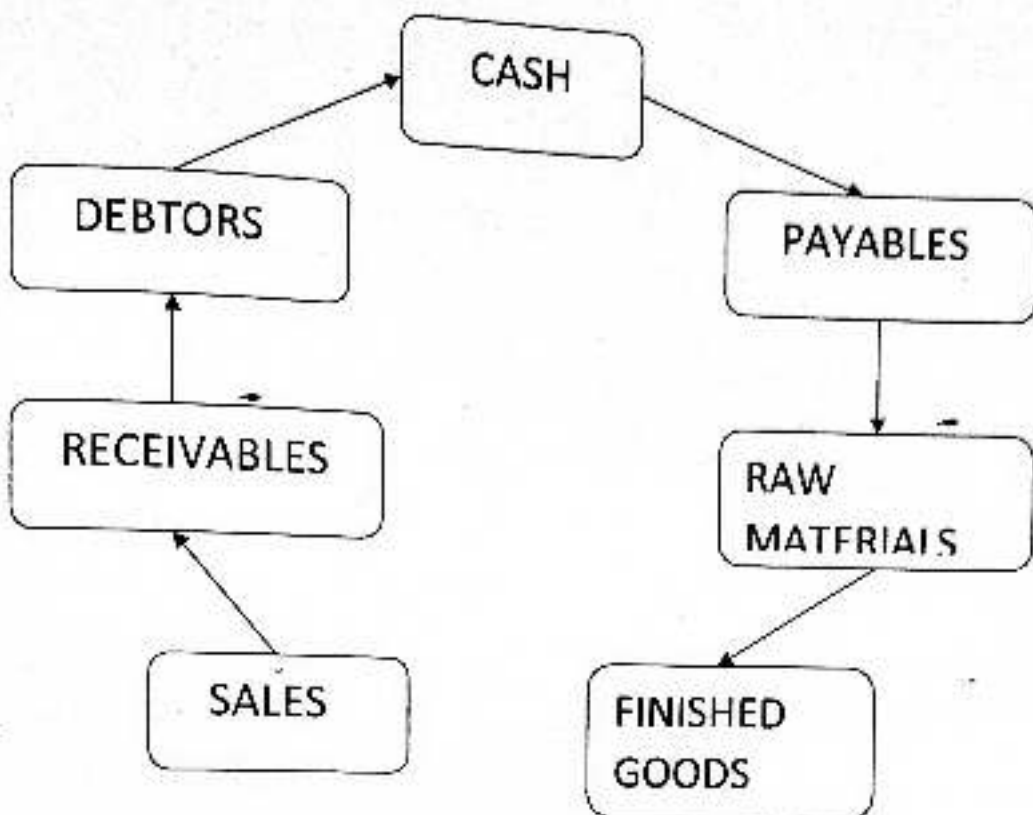 CASH
DEBTORS
PAYABLES
RECEIVABLES
RAW
MATERIALS
SALES
FINISHED
GOODS